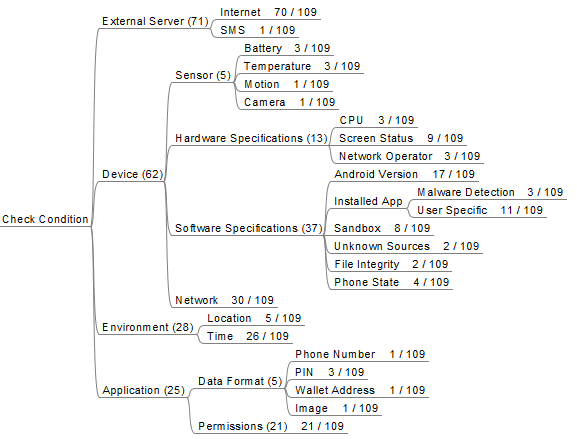 External Server (71)
Internet 70 / 109
SMS 1 / 109
Battery 3 / 109
Sensor (5)
Temperature 3 / 109
Motion 1 / 109
Camera 1 / 109
CPU 3 / 109
Hardware Specifications (13)
Screen Status 9 / 109
Network Operator 3 / 109
Device (62)
Android Version 17 / 109
Malware Detection 3 / 109
Installed App
User Specific 11 / 109
Check Condition
Software Specifications (37)
Sandbox 8 / 109
Unknown Sources 2 / 109
File Integrity 2 / 109
Phone State 4 / 109
Network 30 / 109
Location 5 / 109
Environment (28)
Time 26 / 109
Phone Number 1 / 109
Data Format (5)
PIN 3 / 109
Application (25)
Wallet Address 1 / 109
Image 1 / 109
Permissions (21) 21 / 109